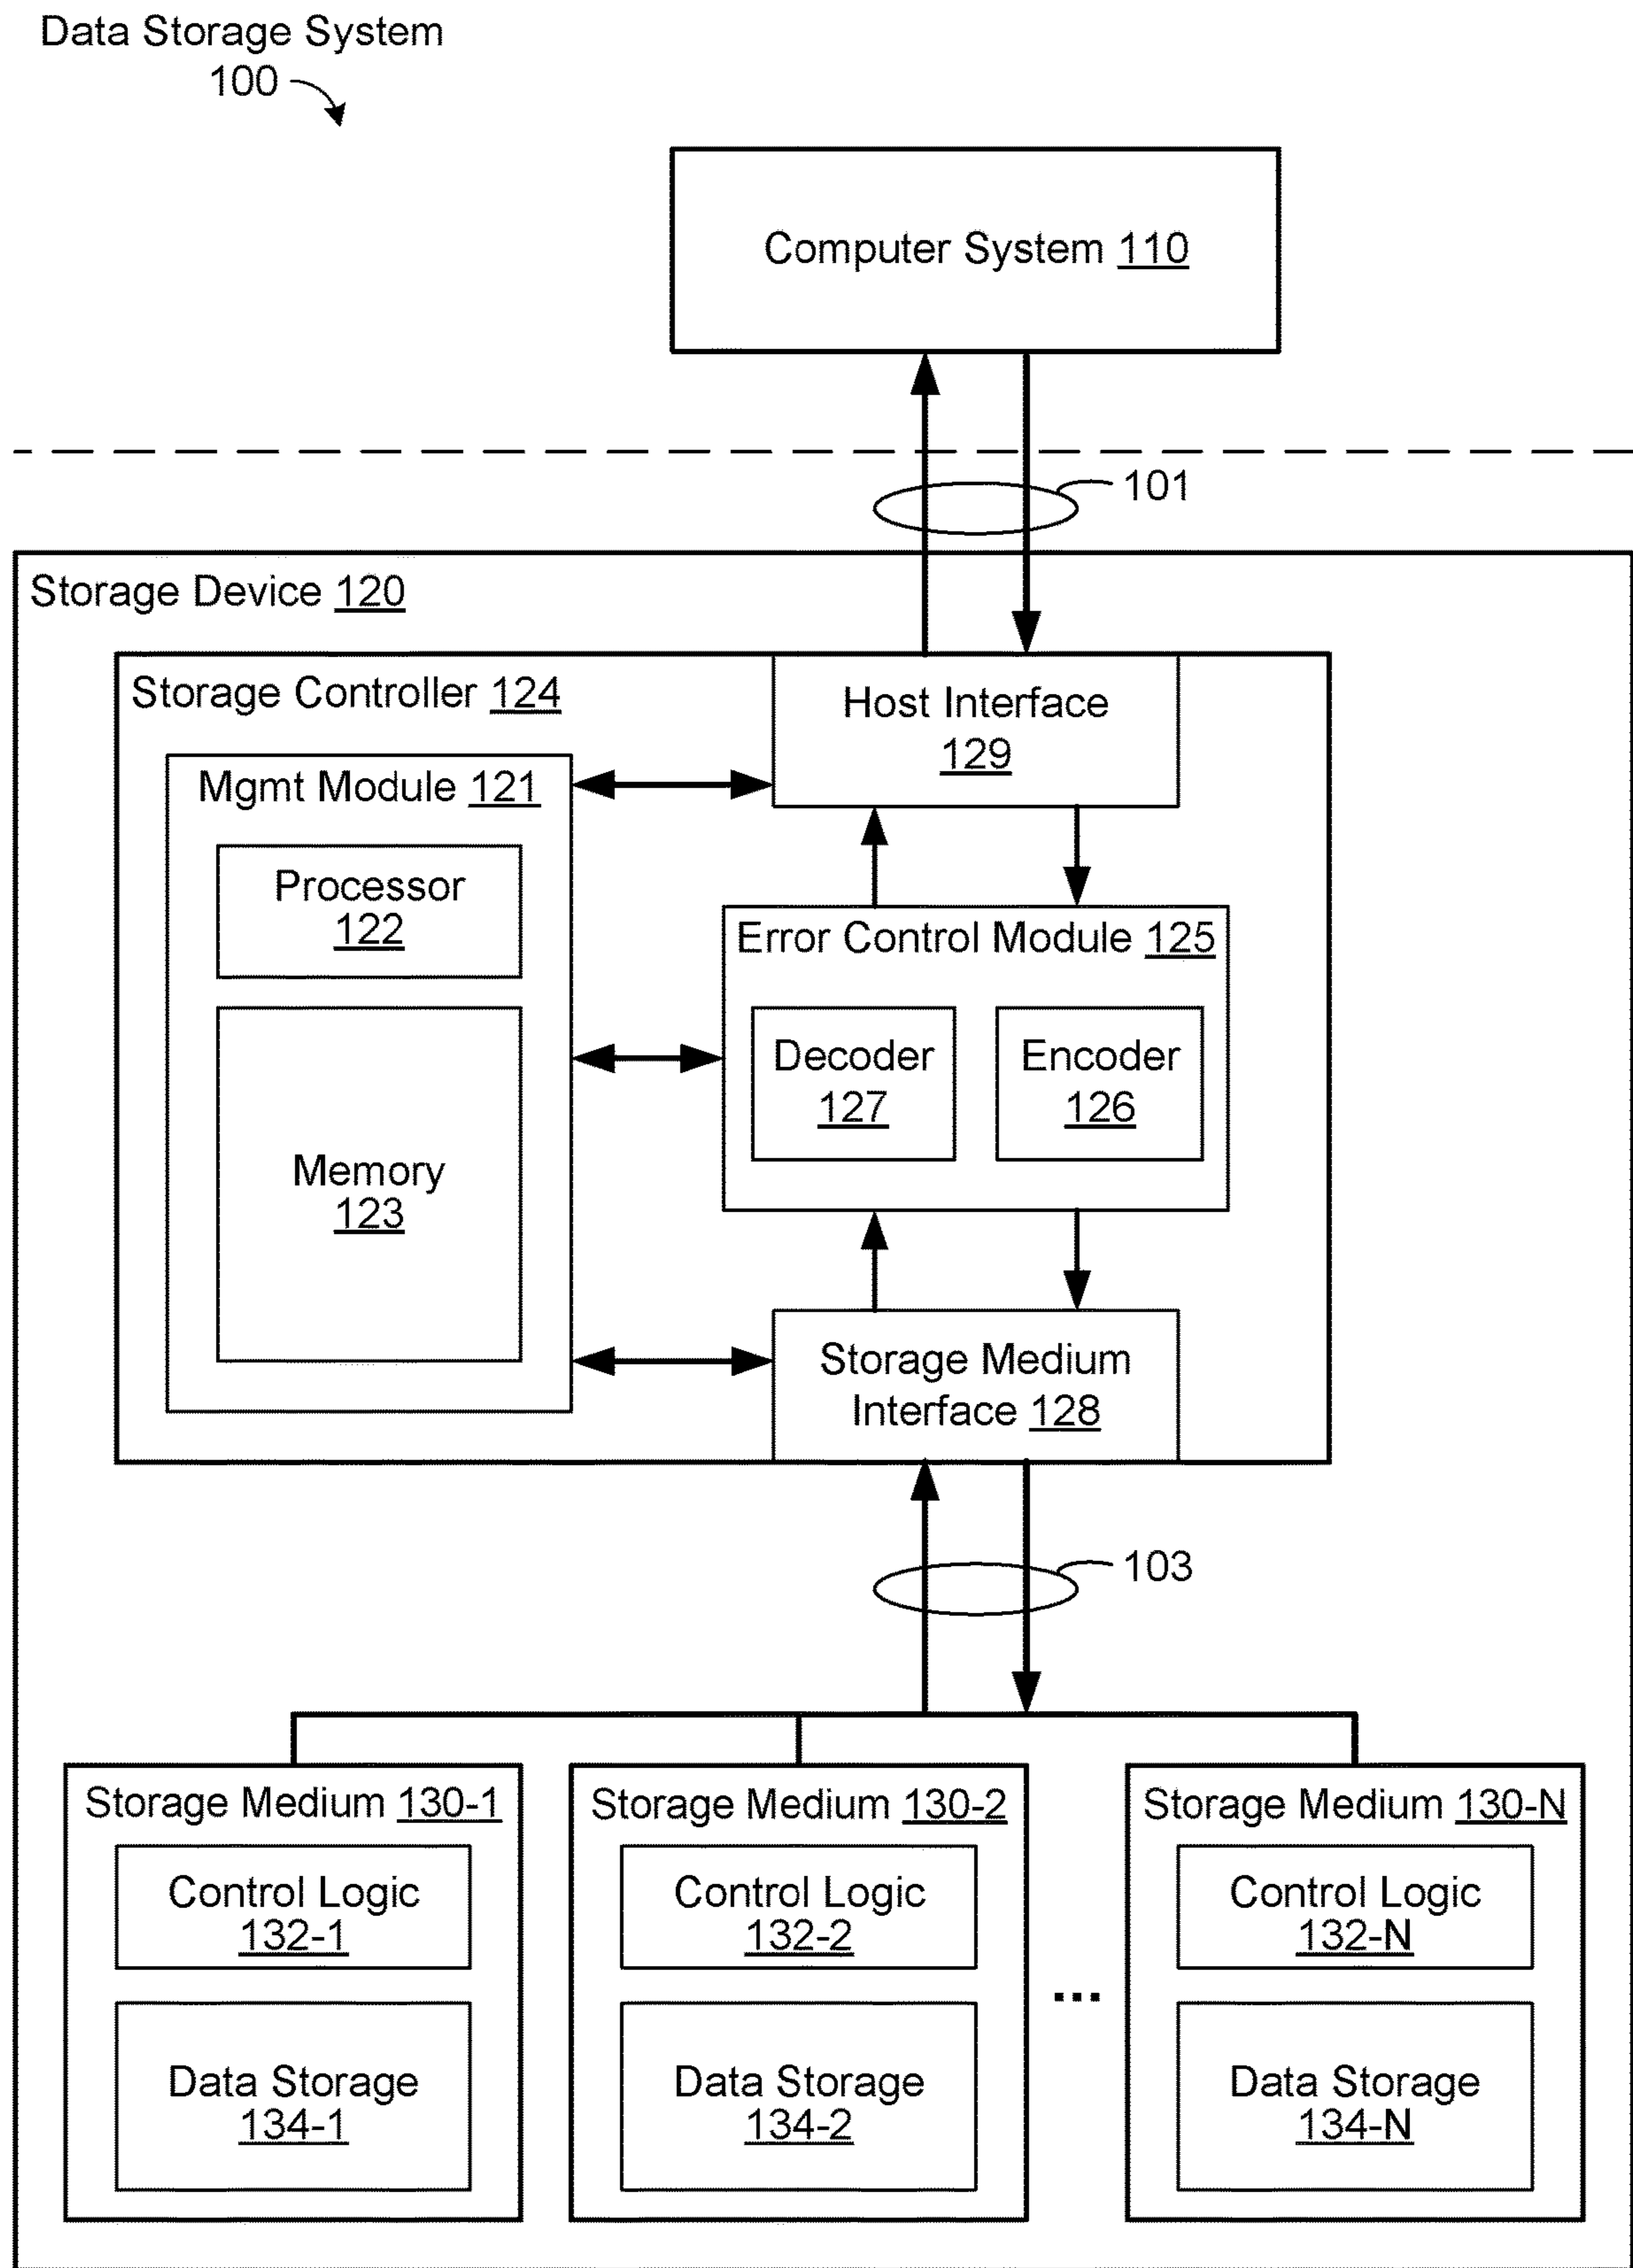 Data Storage System
100
Computer System 110
101
Storage Device 120
Storage Controller 124
Host Interface
129
Mgmt Module 121
Processor
122
Memory
123
Error Control Module 125
Decoder
127
Encoder
126
Storage Medium
Interface 128
103
Storage Medium 130-1
Control Logic
132-1
Data Storage
134-1
Storage Medium 130-2
Control Logic
132-2
Data Storage
134-2
...
Storage Medium 130-N
Control Logic
132-N
Data Storage
134-N